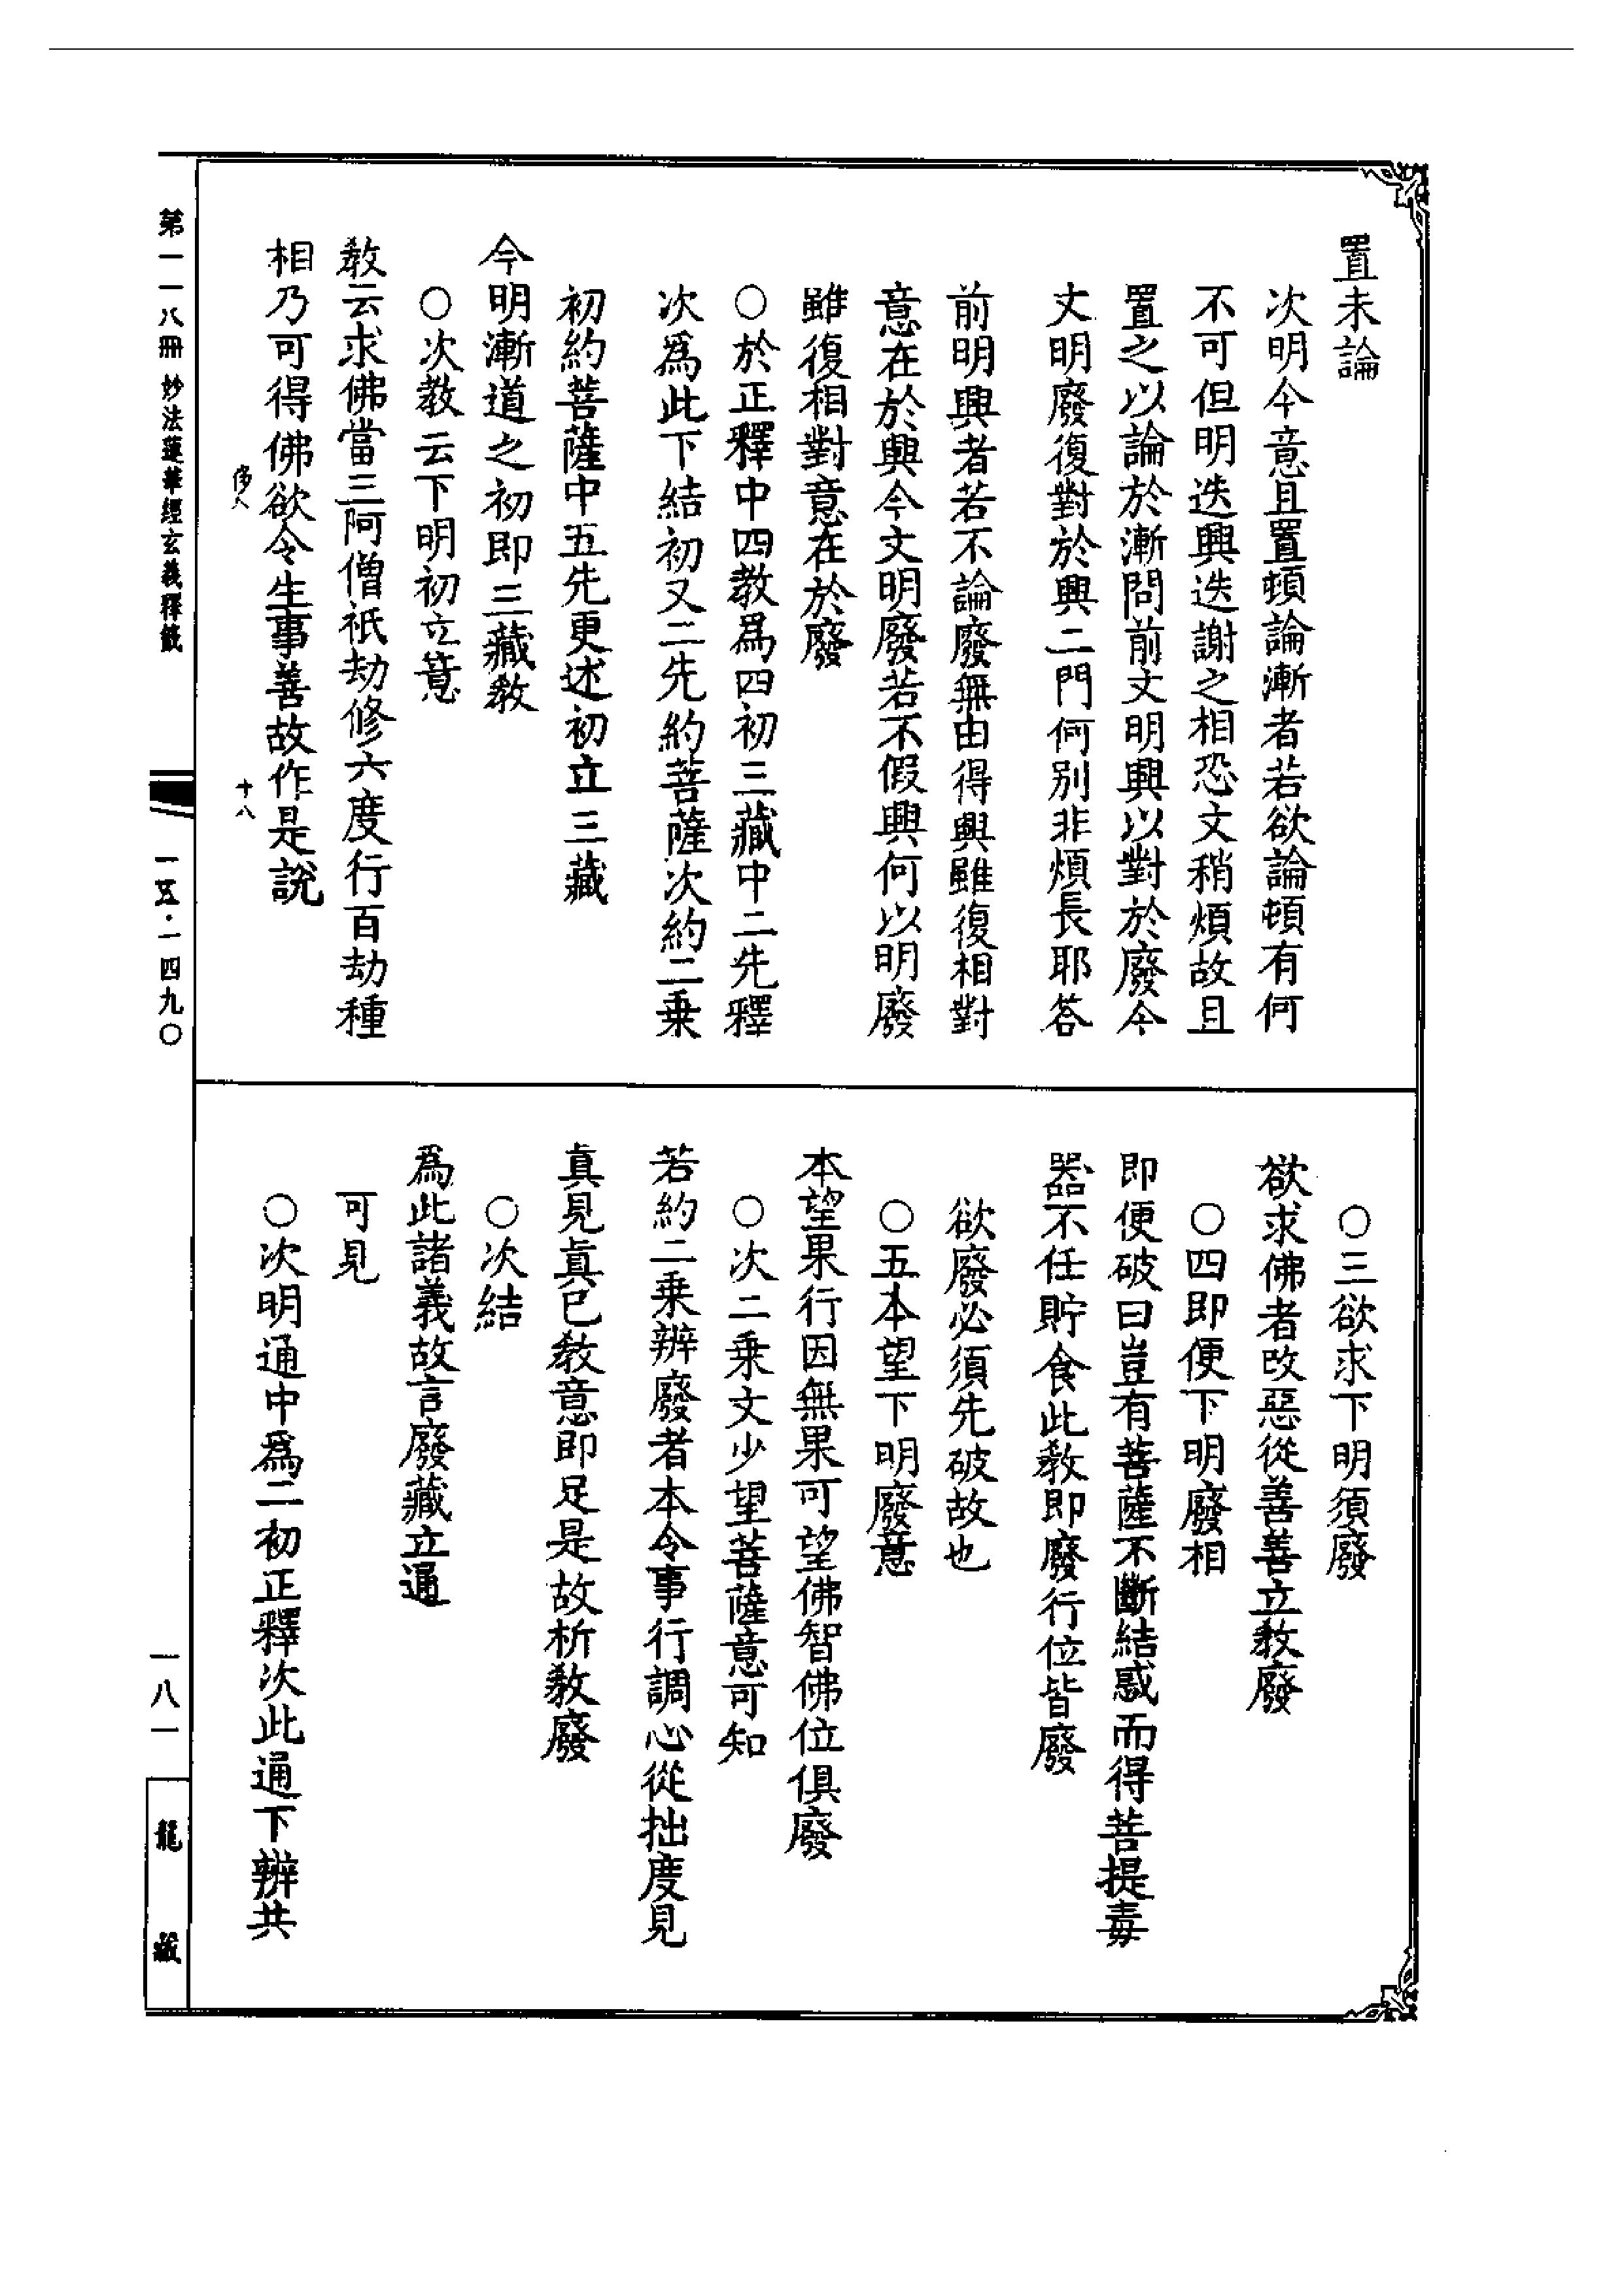 置未論
次明今意且置頓論漸者若欲論頓有何
不可但明迭興迭謝之相恐文稍煩故且
置之以論於漸問前文明興以對於廢今
文明廢復對於興二門何別非煩長耶答
前明興者若不論廢無由得興雖復相對
意在於興今文明廢若不假興何以明廢
雖復相對意在於廢
○於正釋中四教爲四初三藏中二先釋
次爲此下結初又二先約菩薩次約二乗
初約菩薩中五先更述初立三藏
今明漸道之初即三藏教
○次教云下明初立意
教云求佛當三阿僧祇劫修六度行百劫種
相乃可得佛欲令生事善故作是說
十八
○三欲求下明須廢
欲求佛者改惡從善善立教廢
○四即便下明廢相
即便破曰豈有菩薩不斷結惑而得菩提毒
器不任貯食此教即廢行位皆廢
欲廢必須先破故也
○五本望下明廢意
本望果行因無果可望佛智佛位俱廢
○次二乗文少望菩薩意可知
若約二乗辨廢者本令事行調心從拙度見
真見真已教意即足是故析教廢
○次結
為此諸義故言廢藏立通
可見
○次明通中爲二初正釋次此通下辨共
第一一八冊 妙法蓮華經玄義釋籤
一五·一四九〇
一八一
龍藏